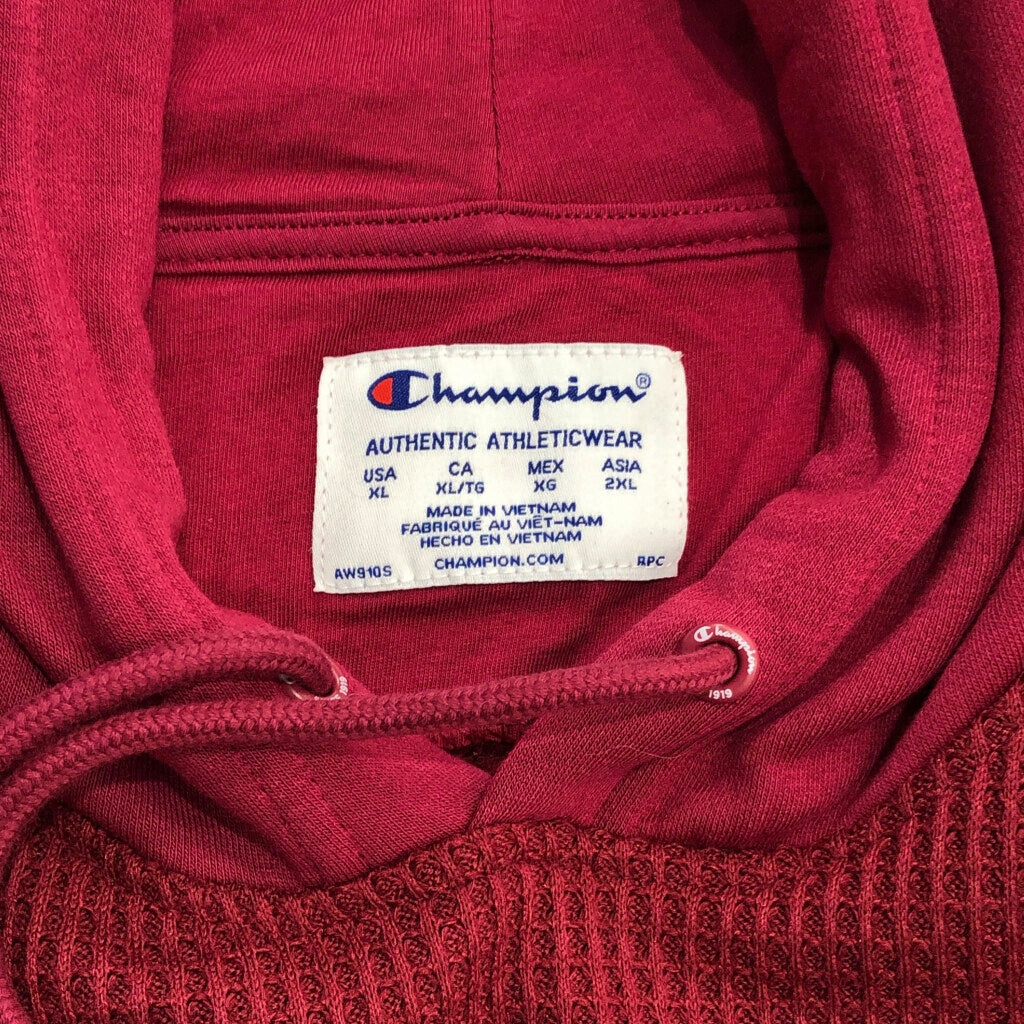 Champion®
AUTHENTIC ATHLETICWEAR
USA CA MEX ASIA
XL XL/TG XG 2XL
MADE IN VIETNAM
FABRIQUÉ AU VIÊT-NAM
HECHO EN VIETNAM
AW910S CHAMPION.COM RPC
Champion
1919